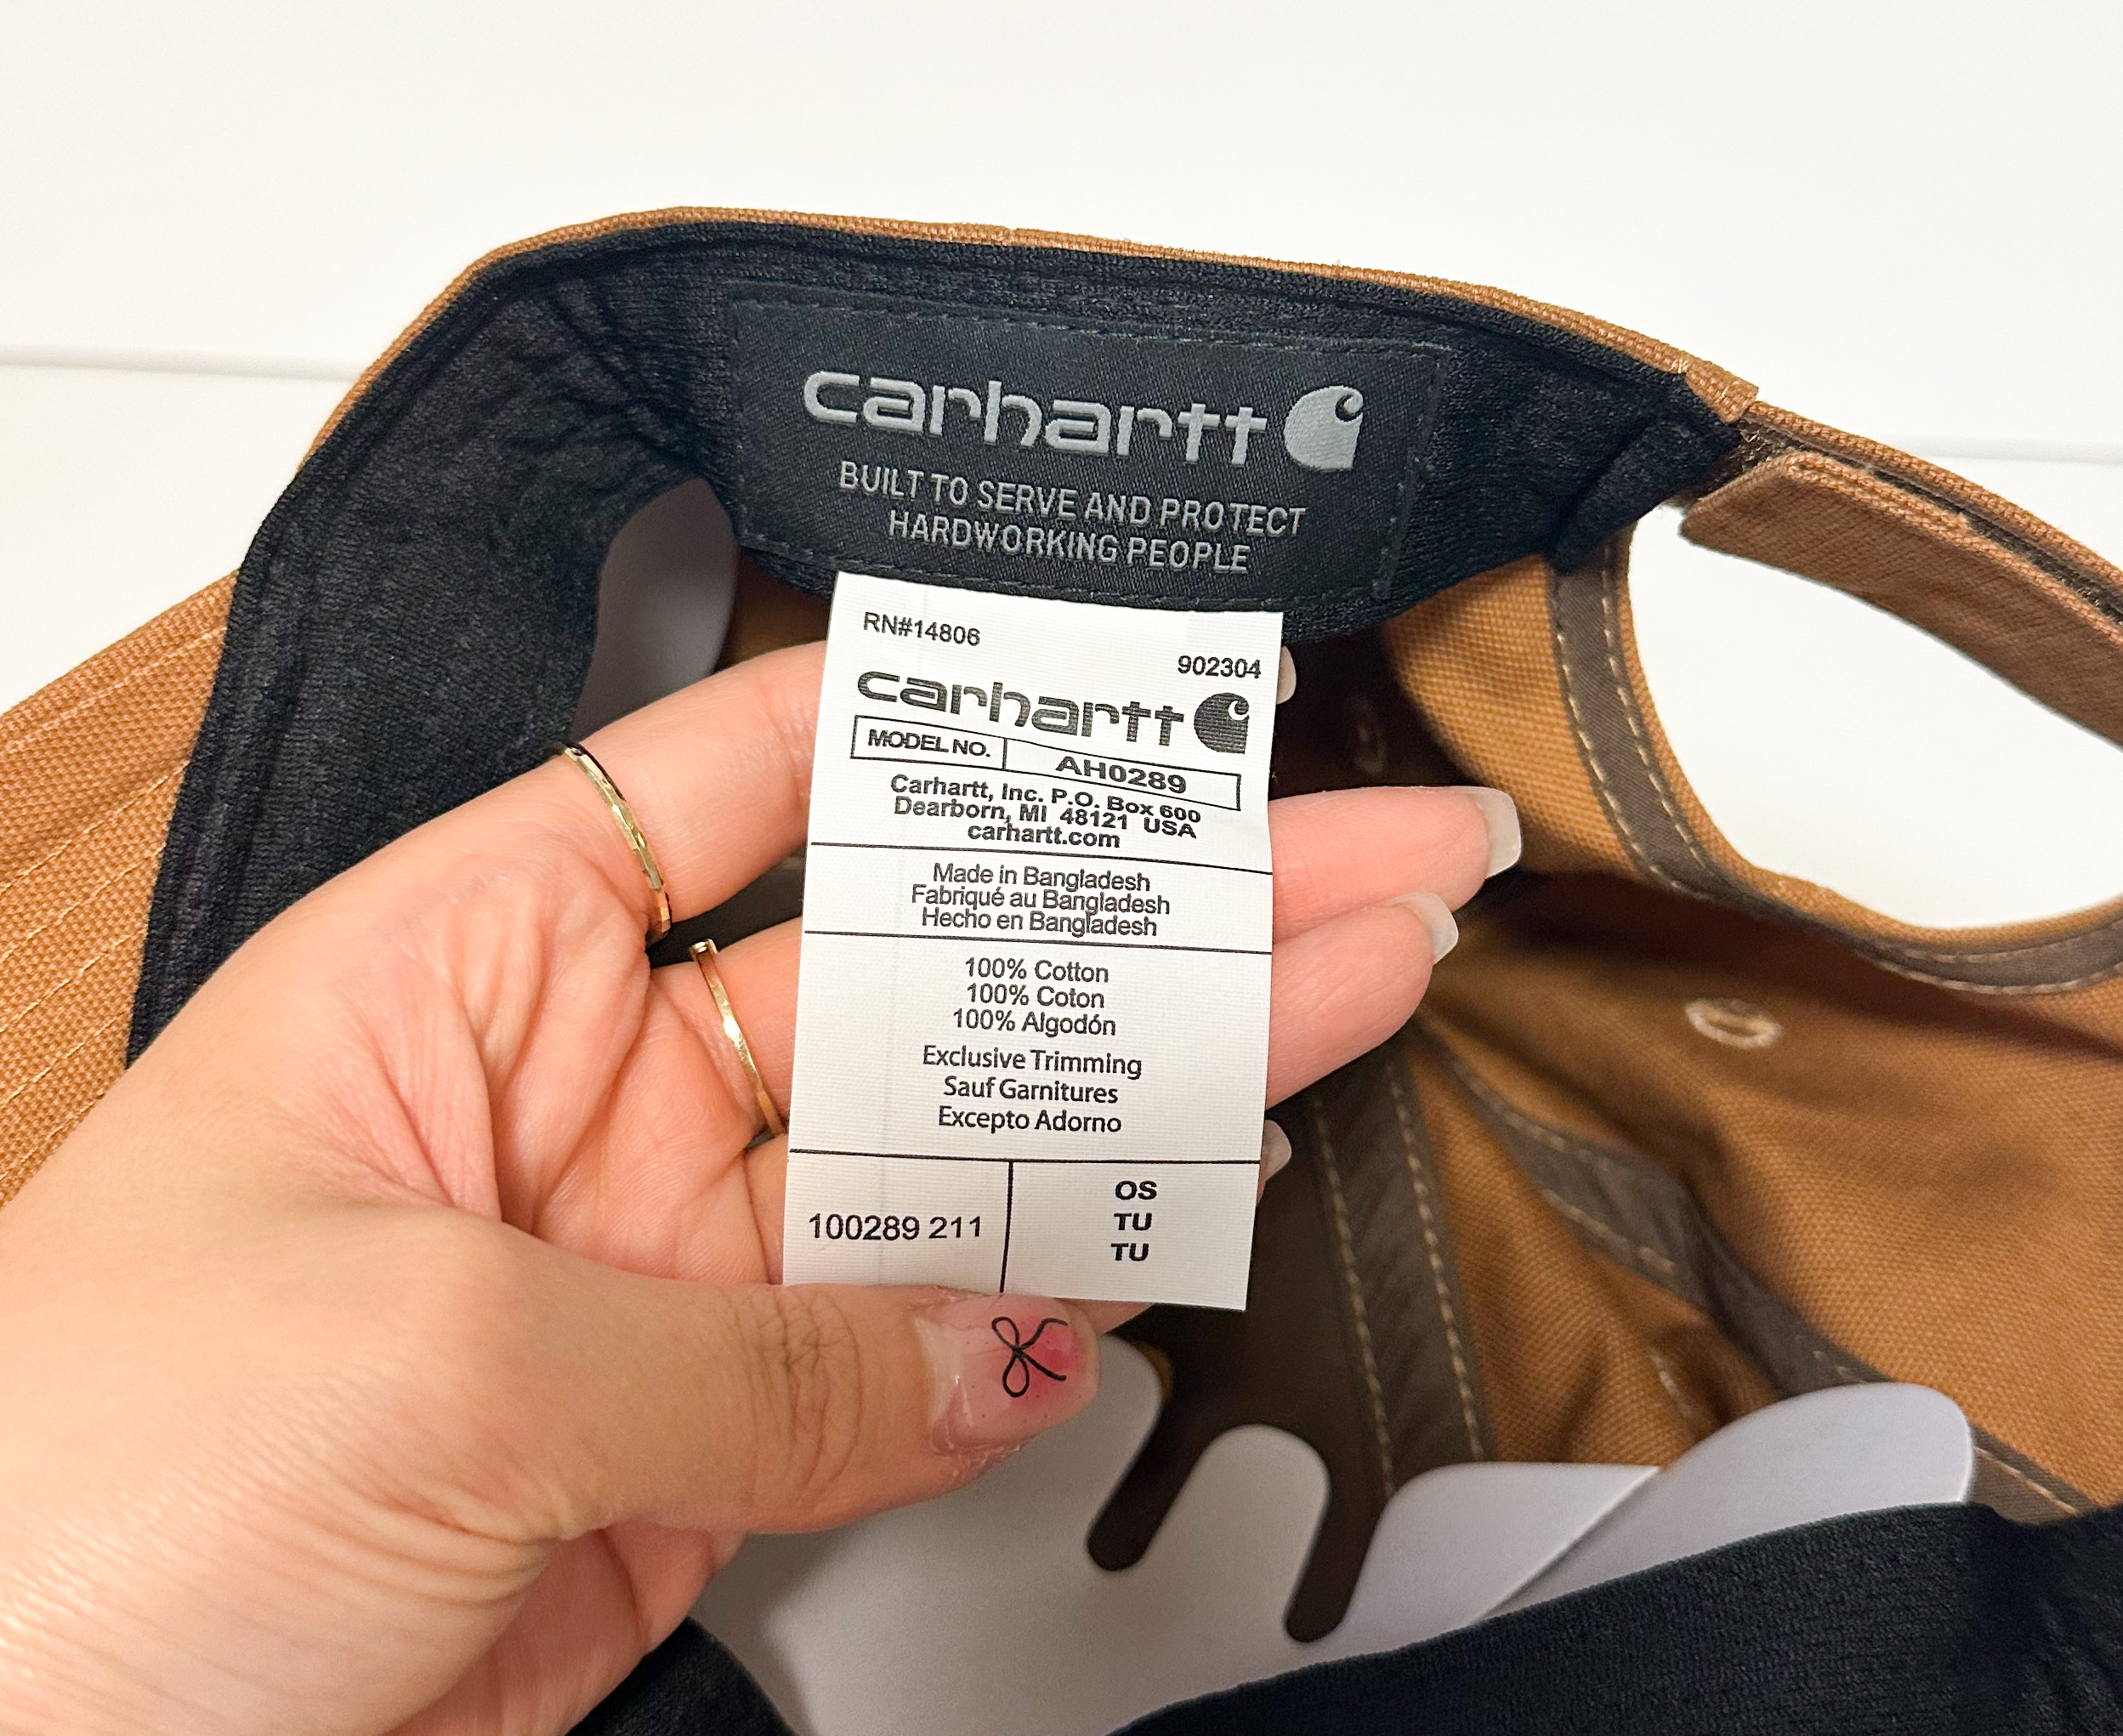 carhartt
BUILT TO SERVE AND PROTECT
HARDWORKING PEOPLE
RN#14806
902304
carhartt
MODEL NO. AH0289
Carhartt, Inc. P.O. Box 600
Dearborn, MI 48121 USA
carhartt.com
Made in Bangladesh
Fabriqué au Bangladesh
Hecho en Bangladesh
100% Cotton
100% Coton
100% Algodón
Exclusive Trimming
Sauf Garnitures
Excepto Adorno
100289 211
OS
TU
TU